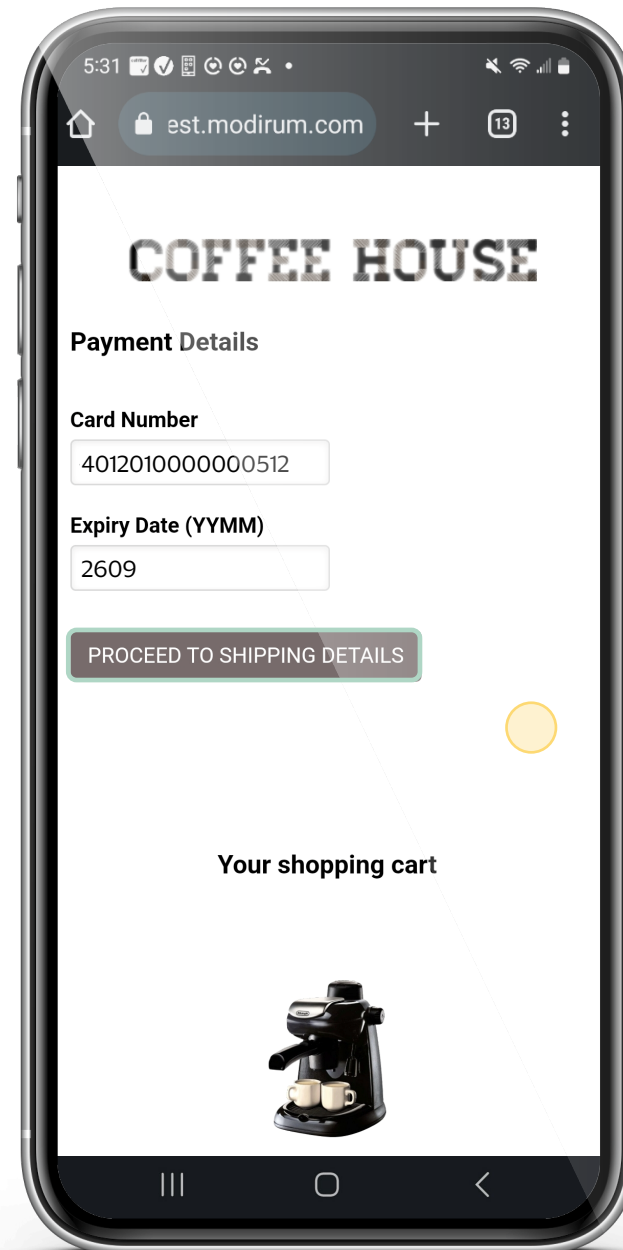 5:31
est.modirum.com
13
COFFEE HOUSE
Payment Details
Card Number
4012010000000512
Expiry Date (YYMM)
2609
PROCEED TO SHIPPING DETAILS
Your shopping cart